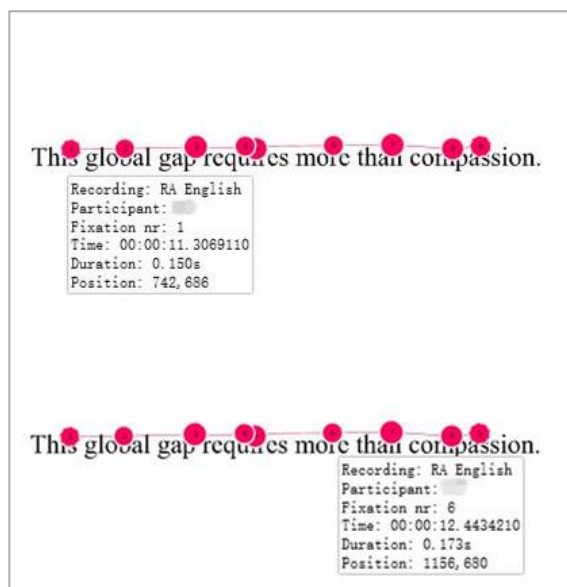 This global gap requires more than compassion.
Recording: RA English
Participant:
Fixation nr: 1
Time: 00:00:11.3069110
Duration: 0.150s
Position: 742,686
This global gap requires more than compassion.
Recording: RA English
Participant:
Fixation nr: 6
Time: 00:00:12.4434210
Duration: 0.173s
Position: 1156,680